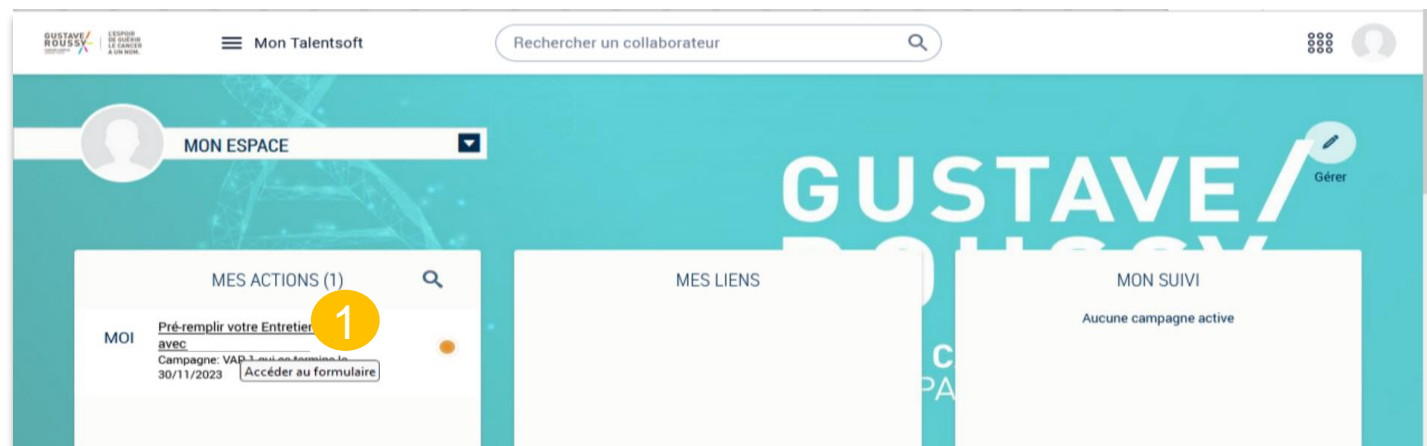 GUSTAVE/
ROUSSY
L'ESPOIR
DE GUÉRIR
LE CANCER
A UN NOM.
Mon Talentsoft
Rechercher un collaborateur
MON ESPACE
Gérer
GUSTAVE/
ROUSSY
MES ACTIONS (1)
MES LIENS
MON SUIVI
1
MOI
Pré-remplir votre Entretien
avec
Campagne: VAP 1 qui se termine le
30/11/2023
Accéder au formulaire
Aucune campagne active
C
PA